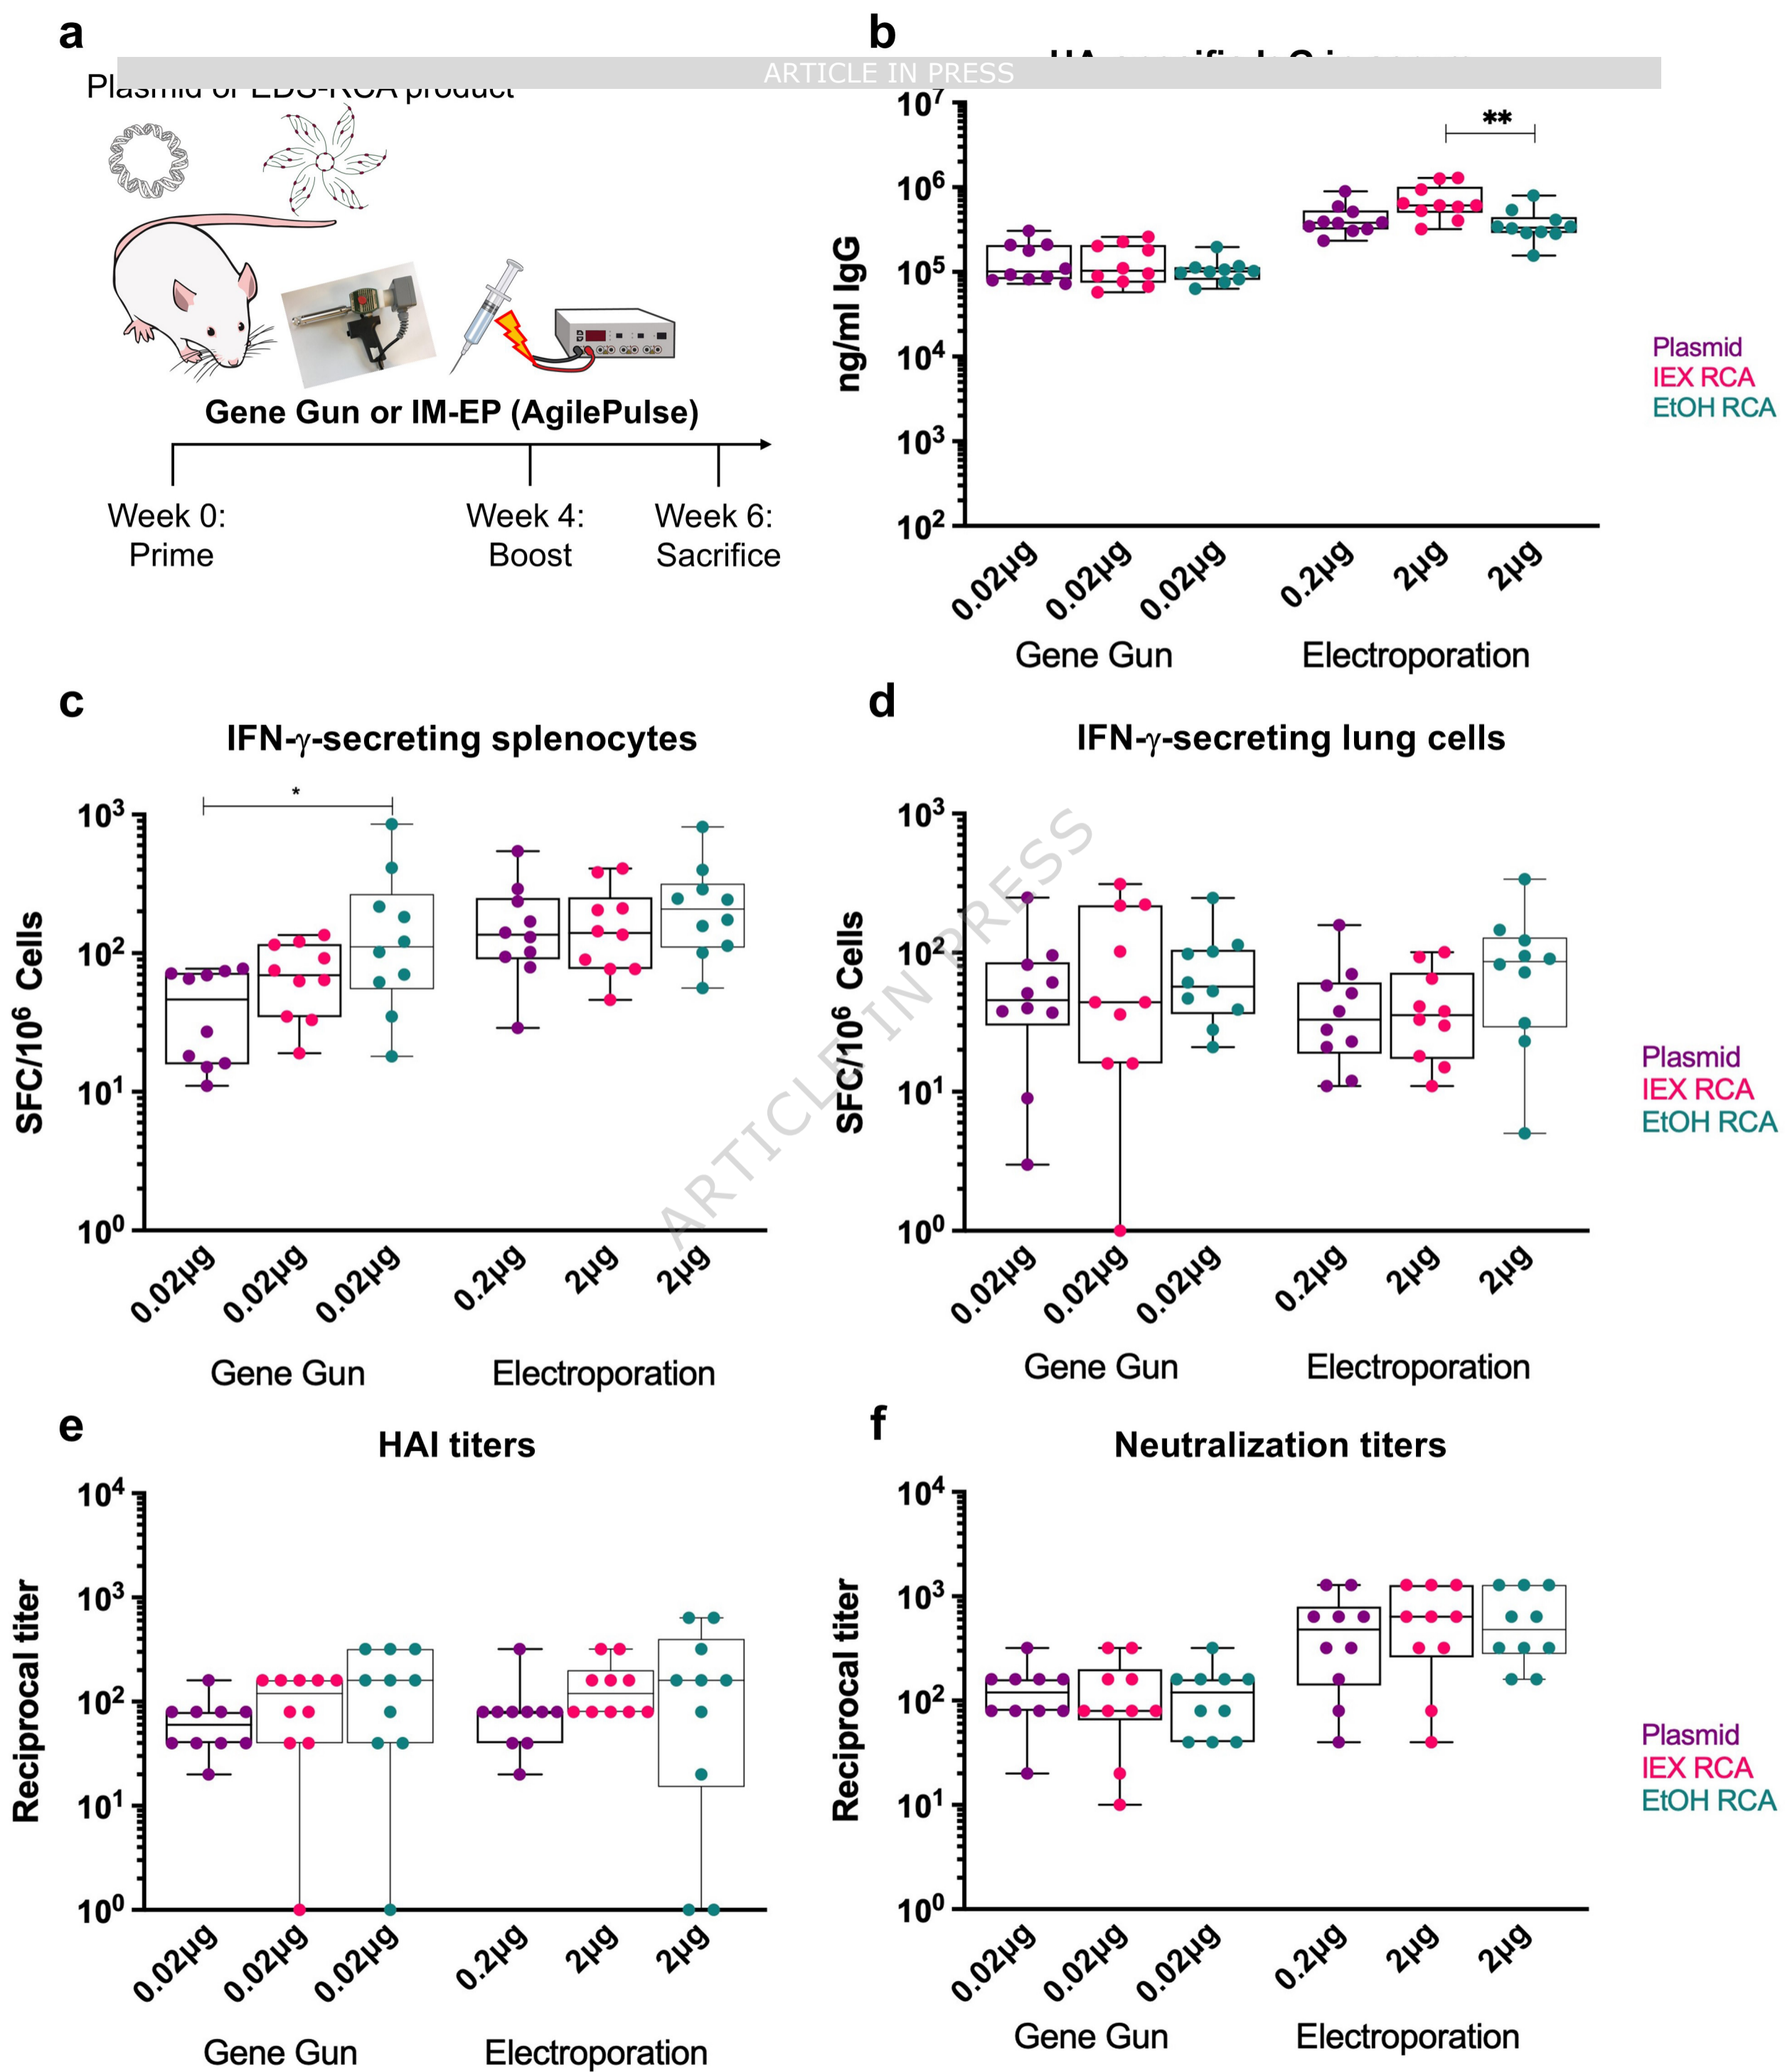 a
b
ARTICLE IN PRESS
Plasmid or EDS-RCA product
Gene Gun or IM-EP (AgilePulse)
Week 0:
Prime
Week 4:
Boost
Week 6:
Sacrifice
ng/ml IgG
10⁷
10⁶
10⁵
10⁴
10³
10²
**
0.02µg
0.02µg
0.02µg
0.2µg
2µg
2µg
Gene Gun
Electroporation
Plasmid
IEX RCA
EtOH RCA
c
IFN-γ-secreting splenocytes
SFC/10⁶ Cells
10³
10²
10¹
10⁰
*
0.02µg
0.02µg
0.02µg
0.2µg
2µg
2µg
Gene Gun
Electroporation
d
IFN-γ-secreting lung cells
SFC/10⁶ Cells
10³
10²
10¹
10⁰
0.02µg
0.02µg
0.02µg
0.2µg
2µg
2µg
Gene Gun
Electroporation
Plasmid
IEX RCA
EtOH RCA
ARTICLE IN PRESS
e
HAI titers
Reciprocal titer
10⁴
10³
10²
10¹
10⁰
0.02µg
0.02µg
0.02µg
0.2µg
2µg
2µg
Gene Gun
Electroporation
f
Neutralization titers
Reciprocal titer
10⁴
10³
10²
10¹
10⁰
0.02µg
0.02µg
0.02µg
0.2µg
2µg
2µg
Gene Gun
Electroporation
Plasmid
IEX RCA
EtOH RCA